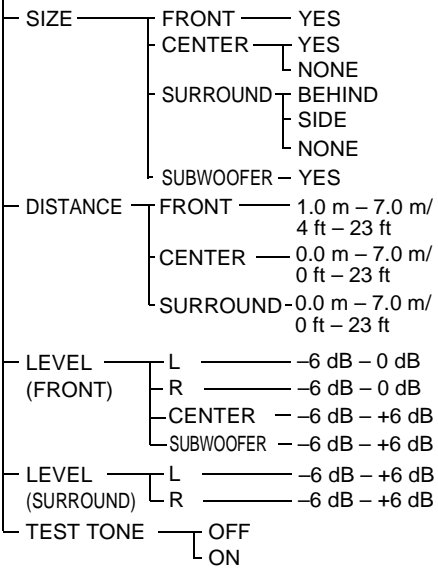 SIZE FRONT YES
CENTER YES
NONE
SURROUND BEHIND
SIDE
NONE
SUBWOOFER YES
DISTANCE FRONT 1.0 m – 7.0 m/
4 ft – 23 ft
CENTER 0.0 m – 7.0 m/
0 ft – 23 ft
SURROUND 0.0 m – 7.0 m/
0 ft – 23 ft
LEVEL L –6 dB – 0 dB
(FRONT) R –6 dB – 0 dB
CENTER –6 dB – +6 dB
SUBWOOFER –6 dB – +6 dB
LEVEL L –6 dB – +6 dB
(SURROUND) R –6 dB – +6 dB
TEST TONE OFF
ON